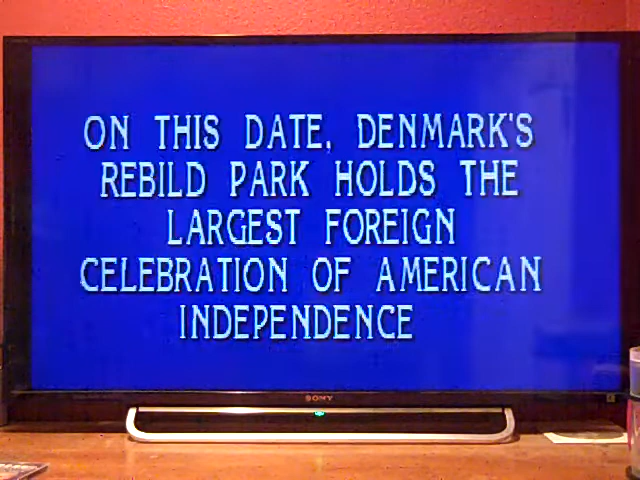 ON THIS DATE, DENMARK'S
REBILD PARK HOLDS THE
LARGEST FOREIGN
CELEBRATION OF AMERICAN
INDEPENDENCE
SONY